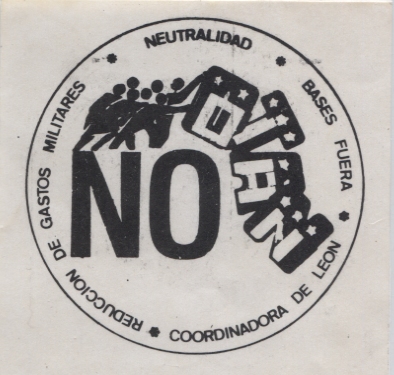 NEUTRALIDAD * BASES FUERA * COORDINADORA DE LEON * REDUCCION DE GASTOS MILITARES *
NO
OTAN